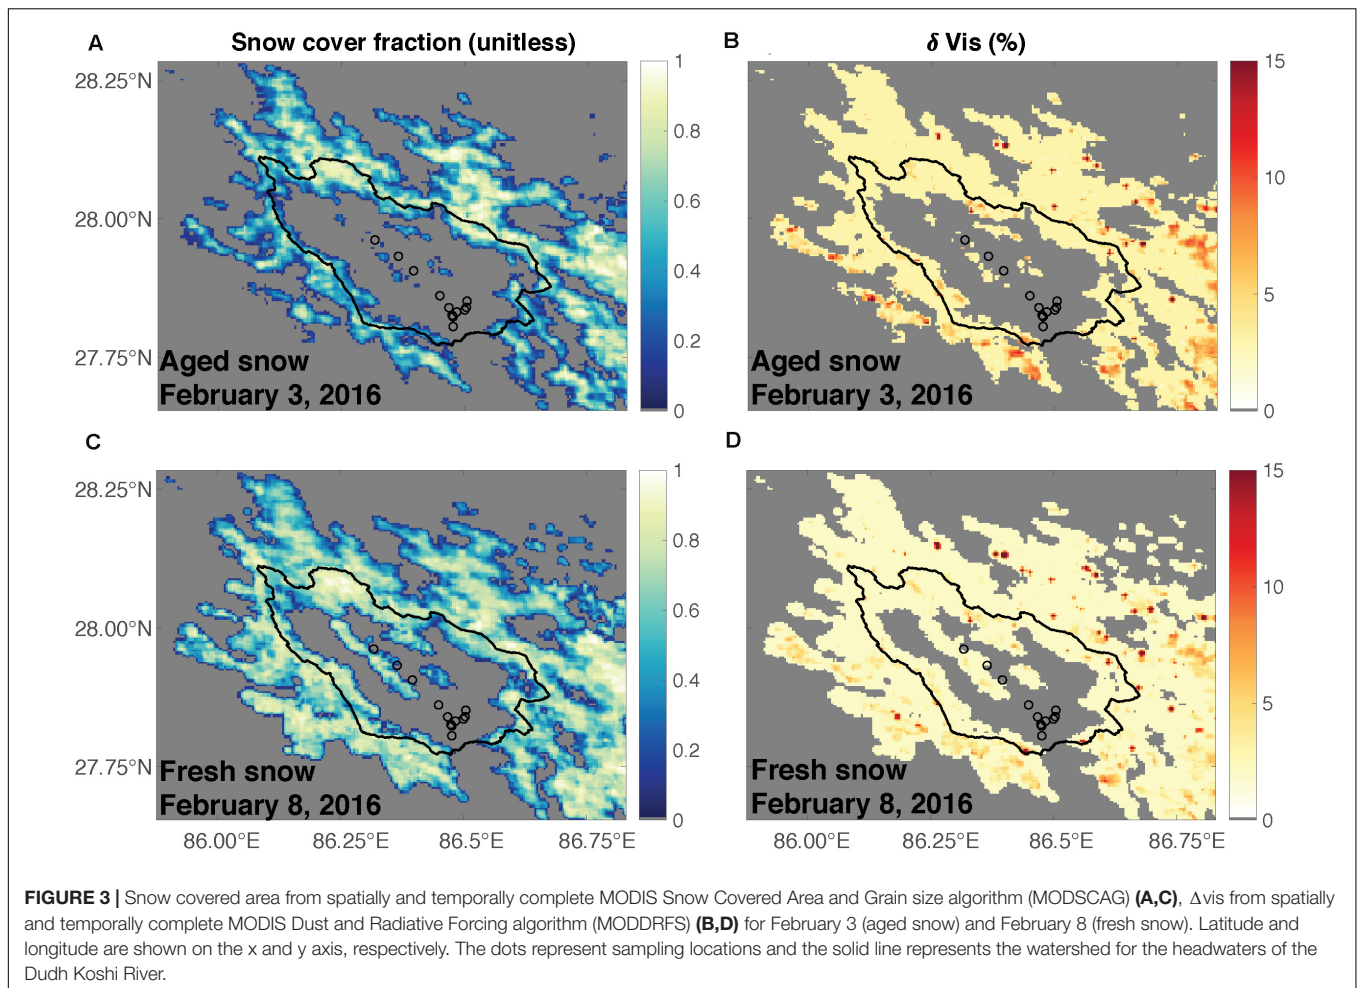 A Snow cover fraction (unitless) B δ Vis (%)
28.25°N
28.00°N
27.75°N
1
0.8
0.6
0.4
0.2
0
Aged snow
February 3, 2016
15
10
5
0
Aged snow
February 3, 2016
C D
28.25°N
28.00°N
27.75°N
1
0.8
0.6
0.4
0.2
0
Fresh snow
February 8, 2016
15
10
5
0
Fresh snow
February 8, 2016
86.00°E 86.25°E 86.5°E 86.75°E 86.00°E 86.25°E 86.5°E 86.75°E
FIGURE 3 | Snow covered area from spatially and temporally complete MODIS Snow Covered Area and Grain size algorithm (MODSCAG) (A,C), Δvis from spatially
and temporally complete MODIS Dust and Radiative Forcing algorithm (MODDRFS) (B,D) for February 3 (aged snow) and February 8 (fresh snow). Latitude and
longitude are shown on the x and y axis, respectively. The dots represent sampling locations and the solid line represents the watershed for the headwaters of the
Dudh Koshi River.